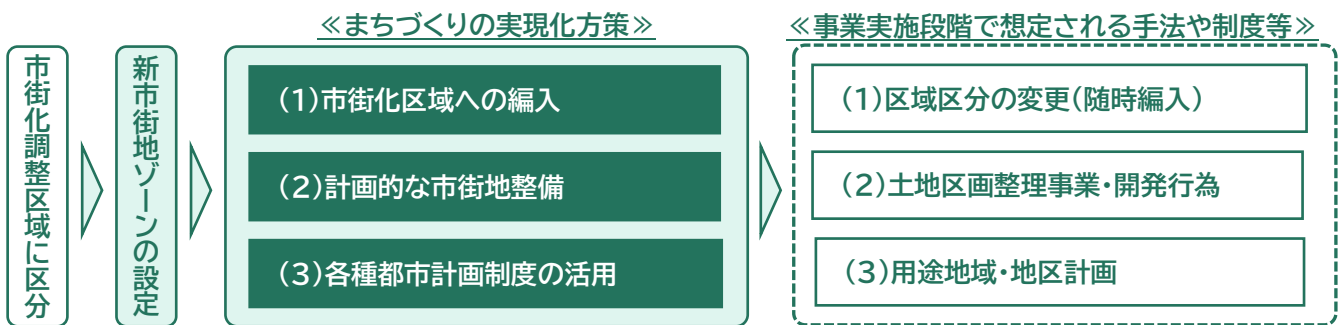 ≪まちづくりの実現化方策≫
≪事業実施段階で想定される手法や制度等≫
市街化調整区域に区分
新市街地ゾーンの設定
(1)市街化区域への編入
(2)計画的な市街地整備
(3)各種都市計画制度の活用
(1)区域区分の変更(随時編入)
(2)土地区画整理事業・開発行為
(3)用途地域・地区計画